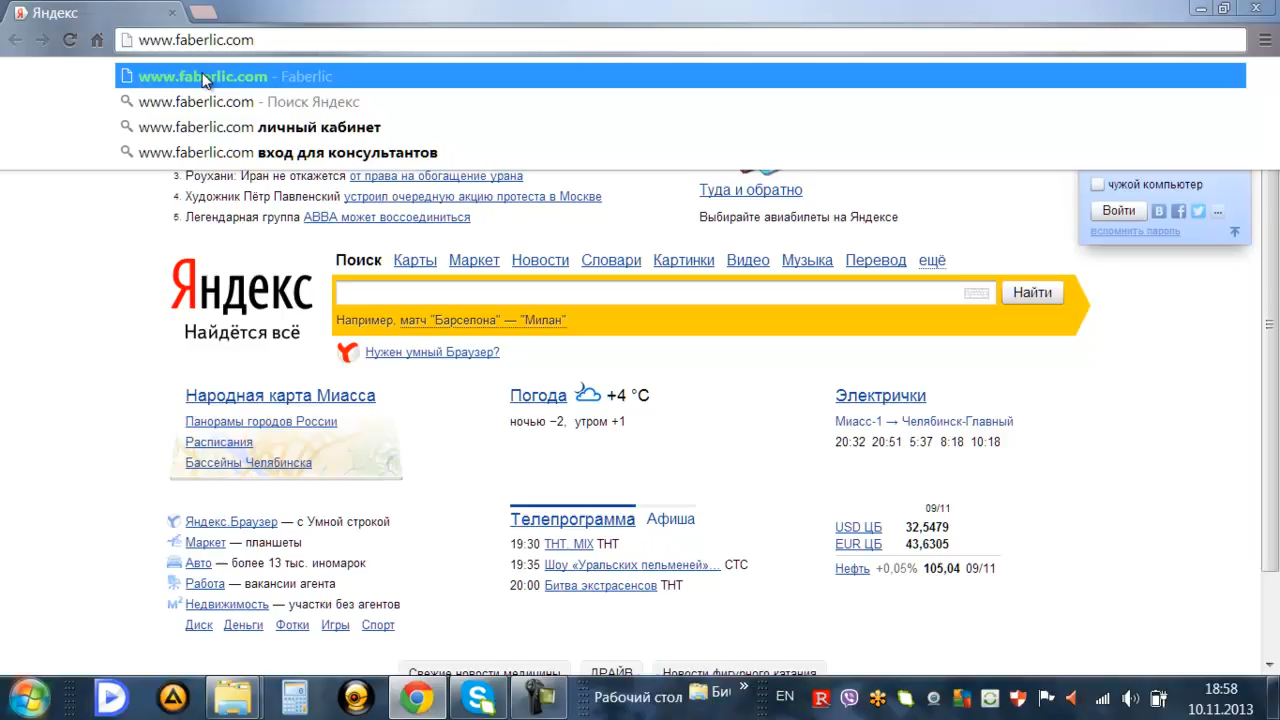 Яндекс
www.faberlic.com
www.faberlic.com - Faberlic
www.faberlic.com - Поиск Яндекс
www.faberlic.com личный кабинет
www.faberlic.com вход для консультантов
3. Роухани: Иран не откажется от права на обогащение урана
4. Художник Пётр Павленский устроил очередную акцию протеста в Москве
5. Легендарная группа ABBA может воссоединиться
Туда и обратно
Выбирайте авиабилеты на Яндексе
чужой компьютер
Войти
...
вспомнить пароль
Поиск Карты Маркет Новости Словари Картинки Видео Музыка Перевод ещё
Яндекс
Найдётся всё
Найти
Например, матч "Барселона" — "Милан"
Нужен умный Браузер?
Народная карта Миасса
Панорамы городов России
Расписания
Бассейны Челябинска
Погода +4 °C
ночью −2, утром +1
Электрички
Миасс-1 → Челябинск-Главный
20:32 20:51 5:37 8:18 10:18
Яндекс.Браузер — с Умной строкой
Маркет — планшеты
Авто — более 13 тыс. иномарок
Работа — вакансии агента
Недвижимость — участки без агентов
Диск Деньги Фотки Игры Спорт
Телепрограмма Афиша
19:30 ТНТ. MIX ТНТ
19:35 Шоу «Уральских пельменей»... СТС
20:00 Битва экстрасенсов ТНТ
09/11
USD ЦБ 32,5479
EUR ЦБ 43,6305
Нефть +0,05% 105,04 09/11
Свежие новости медицины ДРАЙВ Новости фигурного катания
Рабочий стол
Би
»
EN
18:58
10.11.2013